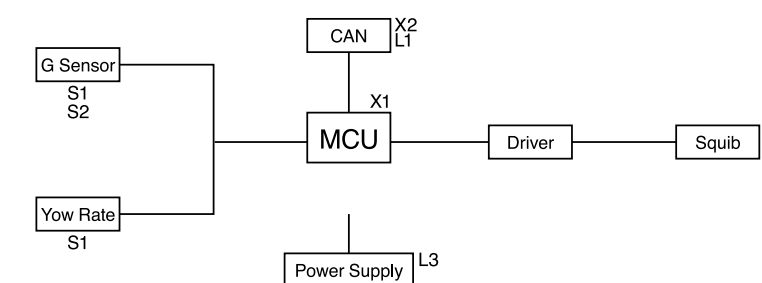 CAN
X2
L1
G Sensor
S1
S2
X1
MCU
Driver
Squib
Yow Rate
S1
Power Supply
L3